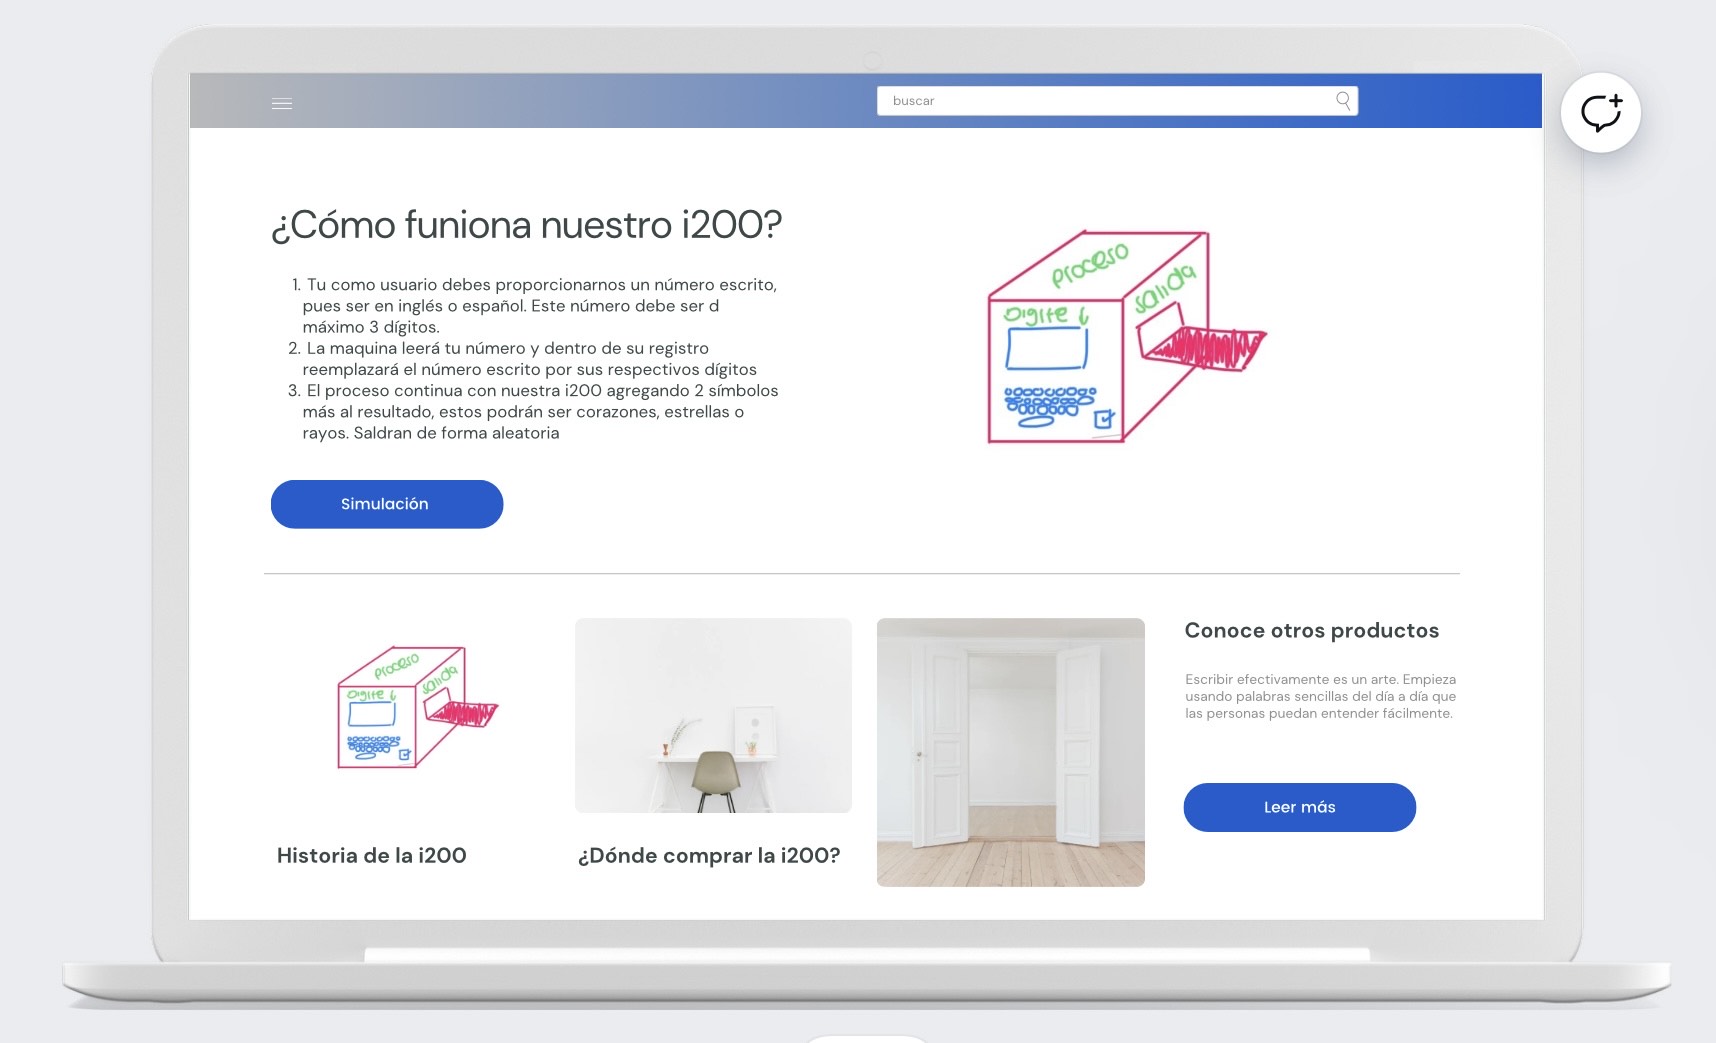 buscar
¿Cómo funiona nuestro i200?
1. Tu como usuario debes proporcionarnos un número escrito,
pues ser en inglés o español. Este número debe ser d
máximo 3 dígitos.
2. La maquina leerá tu número y dentro de su registro
reemplazará el número escrito por sus respectivos dígitos
3. El proceso continua con nuestra i200 agregando 2 símbolos
más al resultado, estos podrán ser corazones, estrellas o
rayos. Saldran de forma aleatoria
Simulación
proceso
salida
Digite
proceso
salida
Digite
Historia de la i200
¿Dónde comprar la i200?
Conoce otros productos
Escribir efectivamente es un arte. Empieza
usando palabras sencillas del día a día que
las personas puedan entender fácilmente.
Leer más